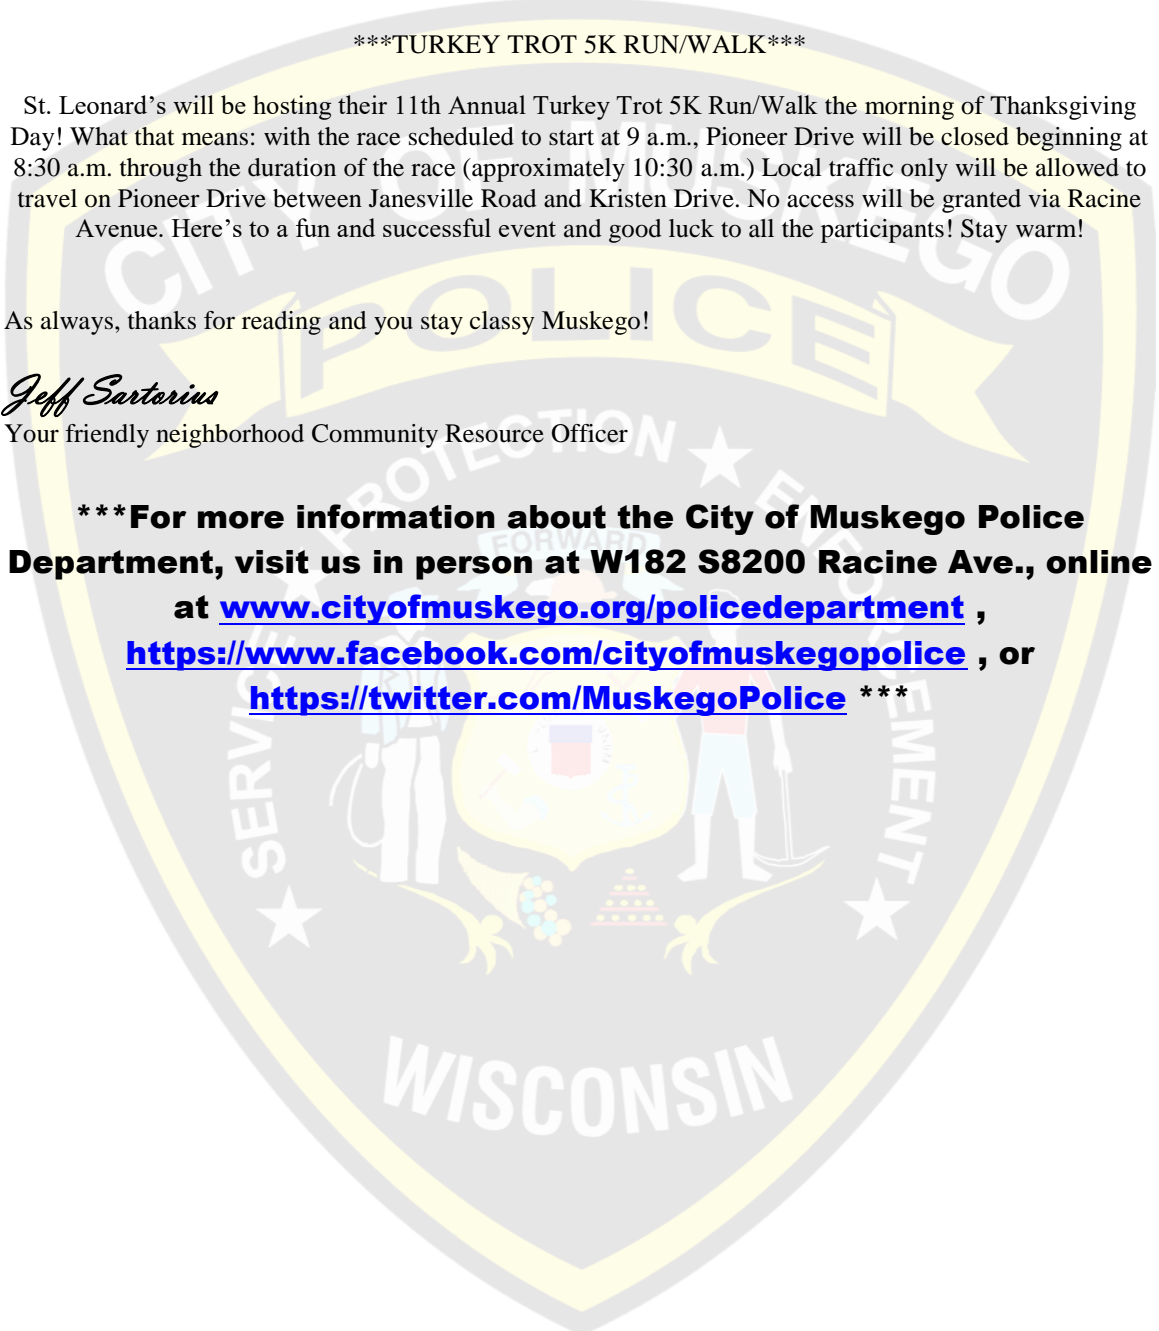 ***TURKEY TROT 5K RUN/WALK***
St. Leonard’s will be hosting their 11th Annual Turkey Trot 5K Run/Walk the morning of Thanksgiving
Day! What that means: with the race scheduled to start at 9 a.m., Pioneer Drive will be closed beginning at
8:30 a.m. through the duration of the race (approximately 10:30 a.m.) Local traffic only will be allowed to
travel on Pioneer Drive between Janesville Road and Kristen Drive. No access will be granted via Racine
Avenue. Here’s to a fun and successful event and good luck to all the participants! Stay warm!
As always, thanks for reading and you stay classy Muskego!
Jeff Sartorius
Your friendly neighborhood Community Resource Officer
***For more information about the City of Muskego Police
Department, visit us in person at W182 S8200 Racine Ave., online
at www.cityofmuskego.org/policedepartment ,
https://www.facebook.com/cityofmuskegopolice , or
https://twitter.com/MuskegoPolice ***
CITY OF MUSKEGO
POLICE
SERVICE ★ PROTECTION ★ ENFORCEMENT
FORWARD
WISCONSIN